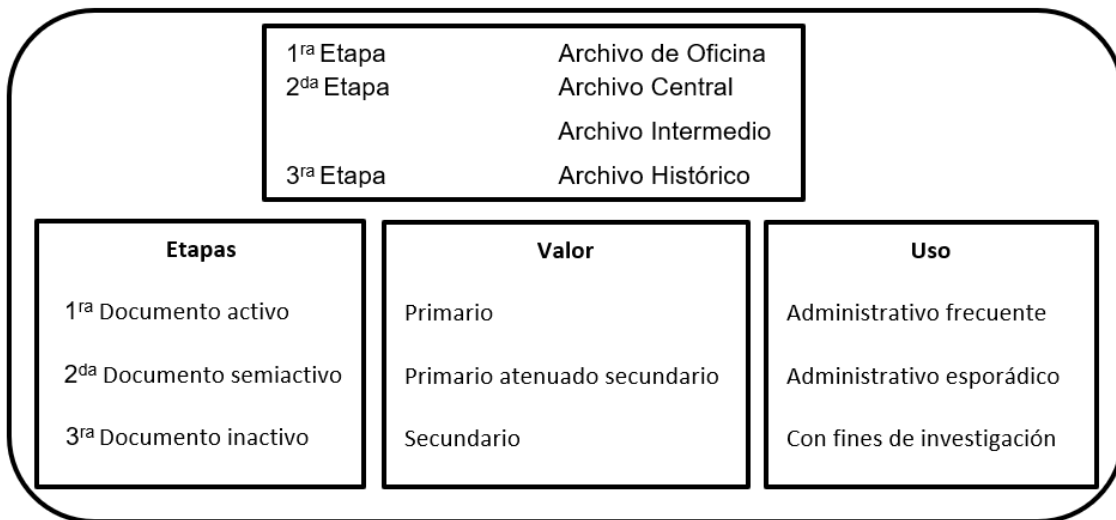 1ra Etapa Archivo de Oficina
2da Etapa Archivo Central
Archivo Intermedio
3ra Etapa Archivo Histórico
Etapas
1ra Documento activo
2da Documento semiactivo
3ra Documento inactivo
Valor
Primario
Primario atenuado secundario
Secundario
Uso
Administrativo frecuente
Administrativo esporádico
Con fines de investigación